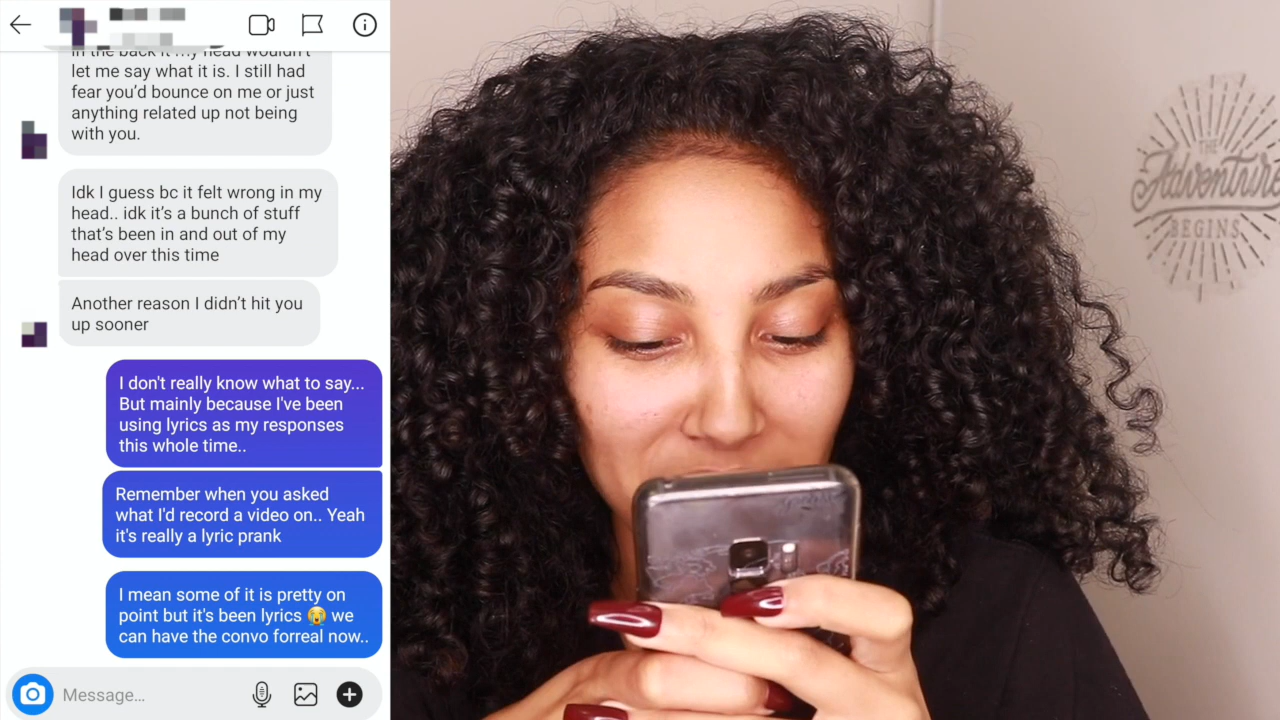 let me say what it is. I still had
fear you'd bounce on me or just
anything related up not being
with you.
Idk I guess bc it felt wrong in my
head.. idk it's a bunch of stuff
that's been in and out of my
head over this time
Another reason I didn't hit you
up sooner
I don't really know what to say...
But mainly because I've been
using lyrics as my responses
this whole time..
Remember when you asked
what I'd record a video on.. Yeah
it's really a lyric prank
I mean some of it is pretty on
point but it's been lyrics 😭 we
can have the convo forreal now..
Message...
THE
Adventure
BEGINS